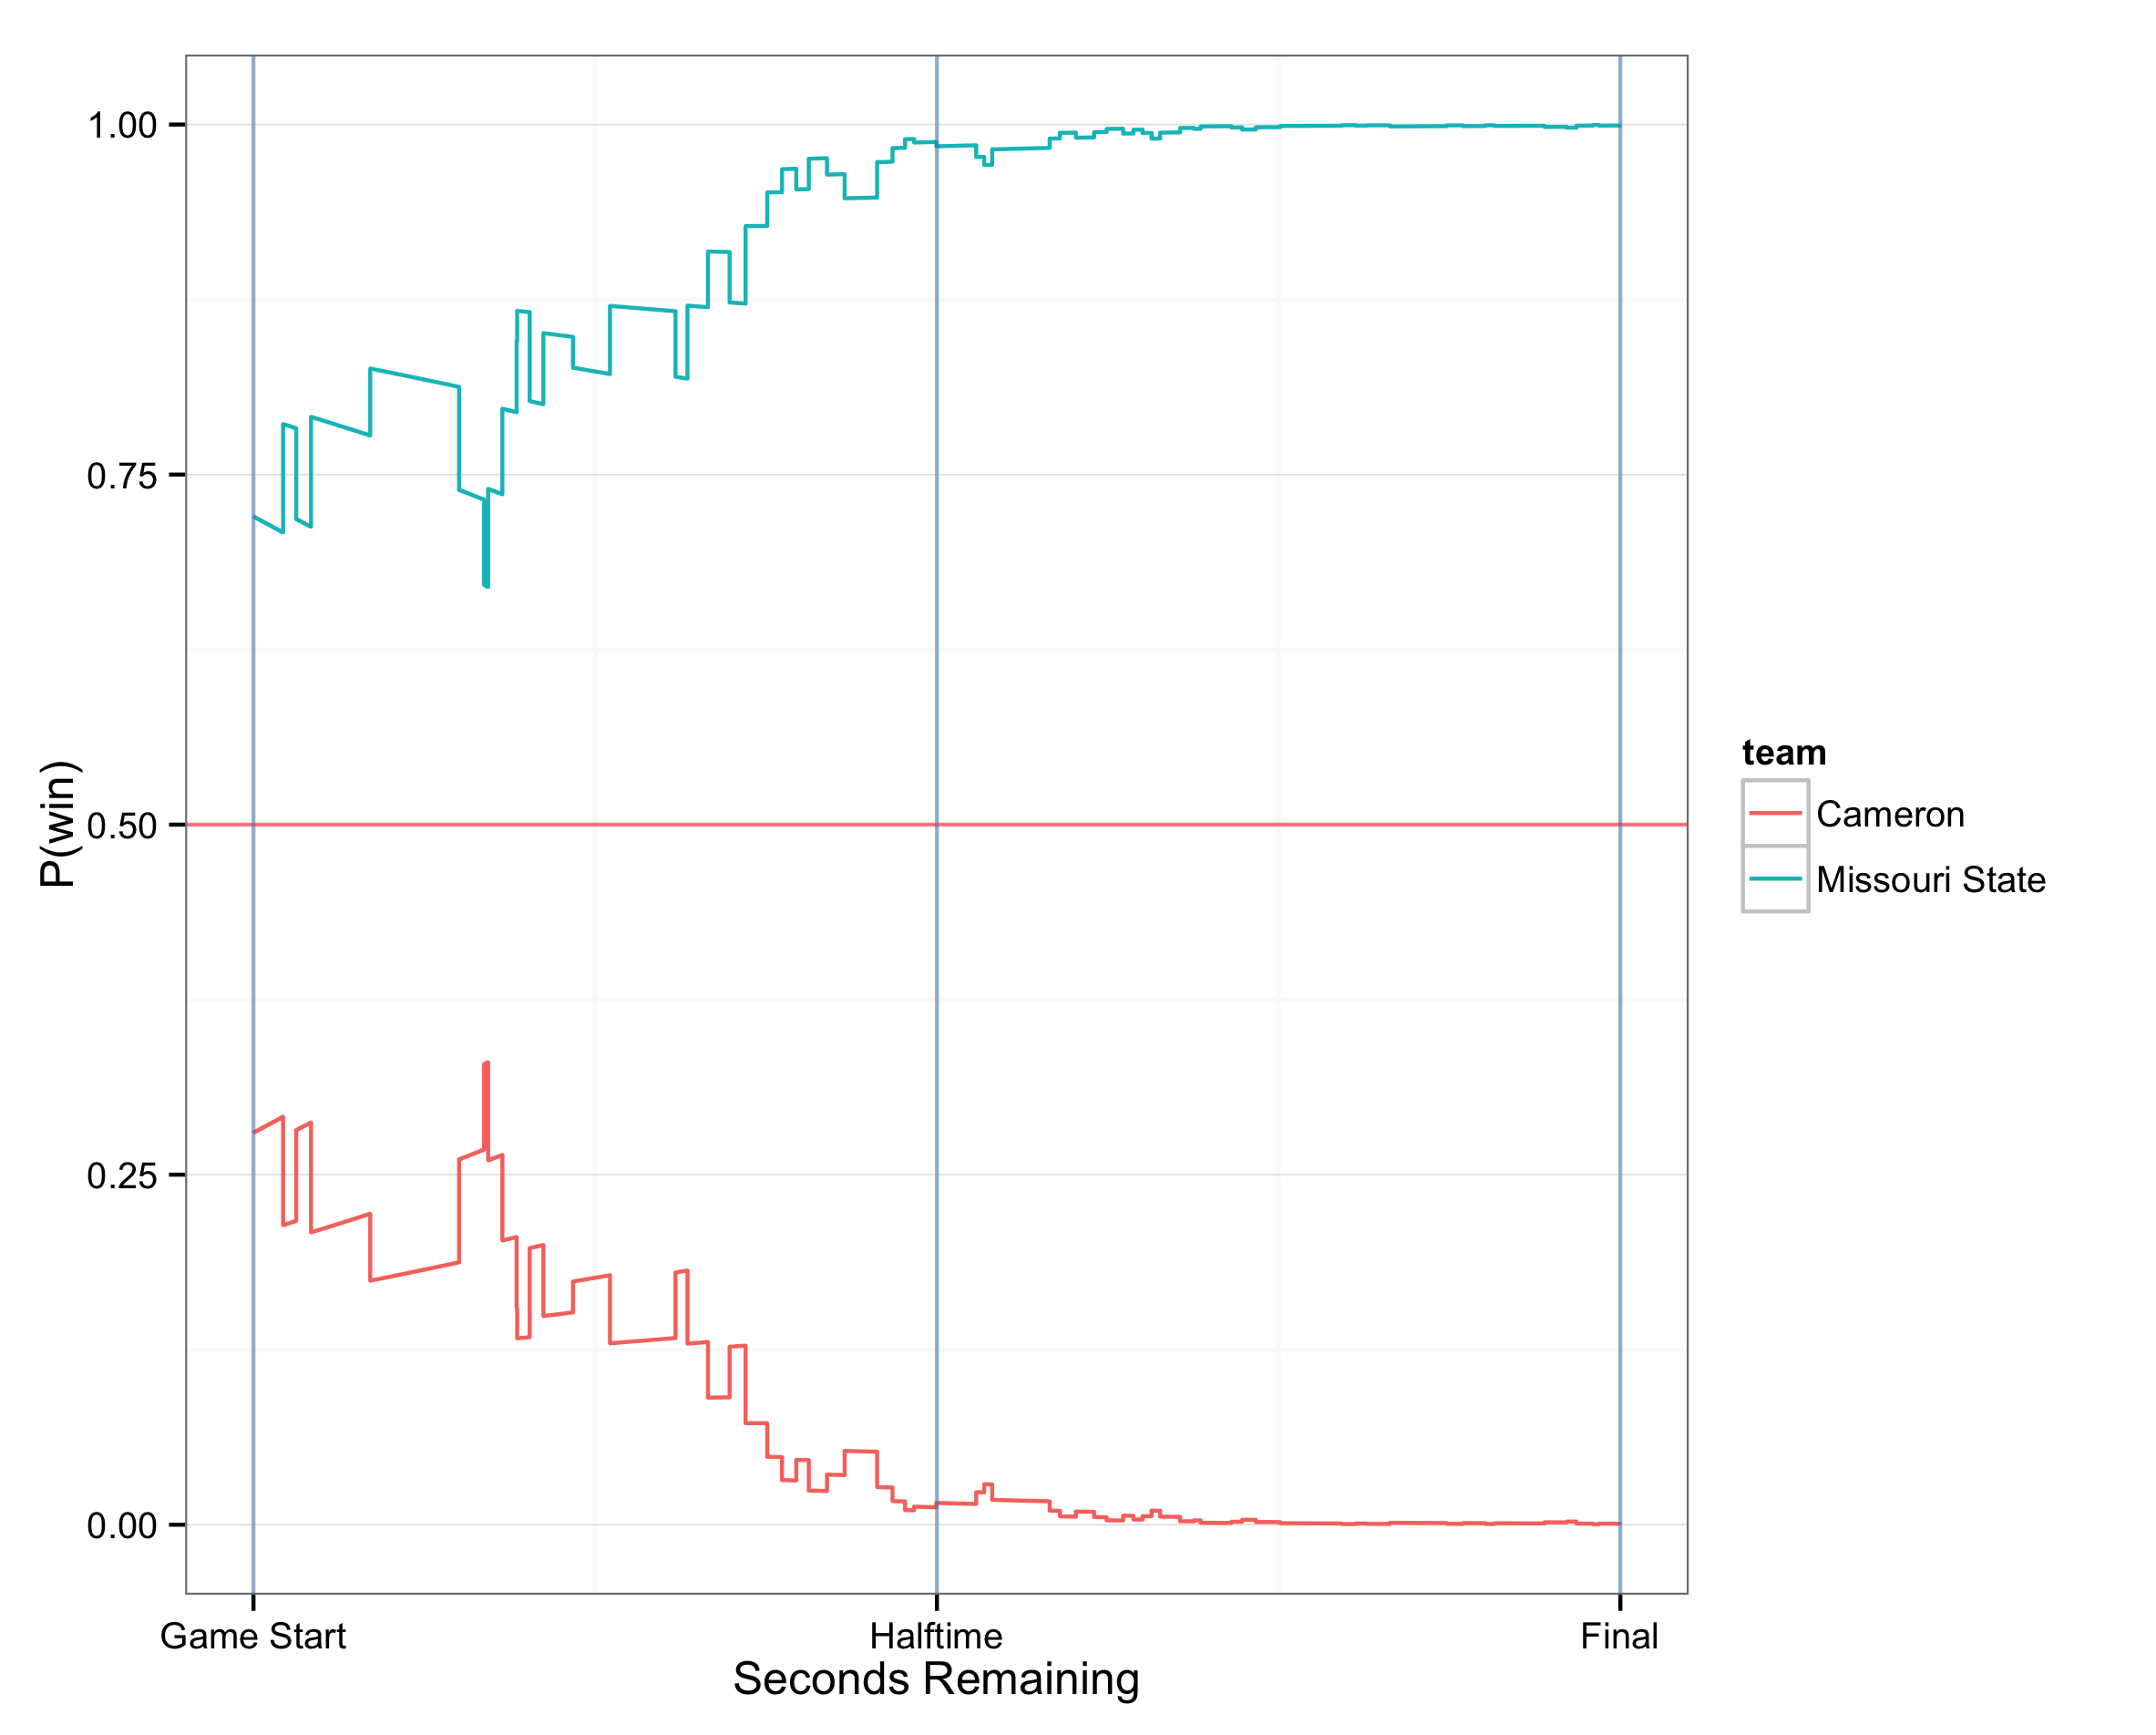 1.00
0.75
0.50
0.25
0.00
P(win)
Game Start
Halftime
Final
Seconds Remaining
team
Cameron
Missouri State